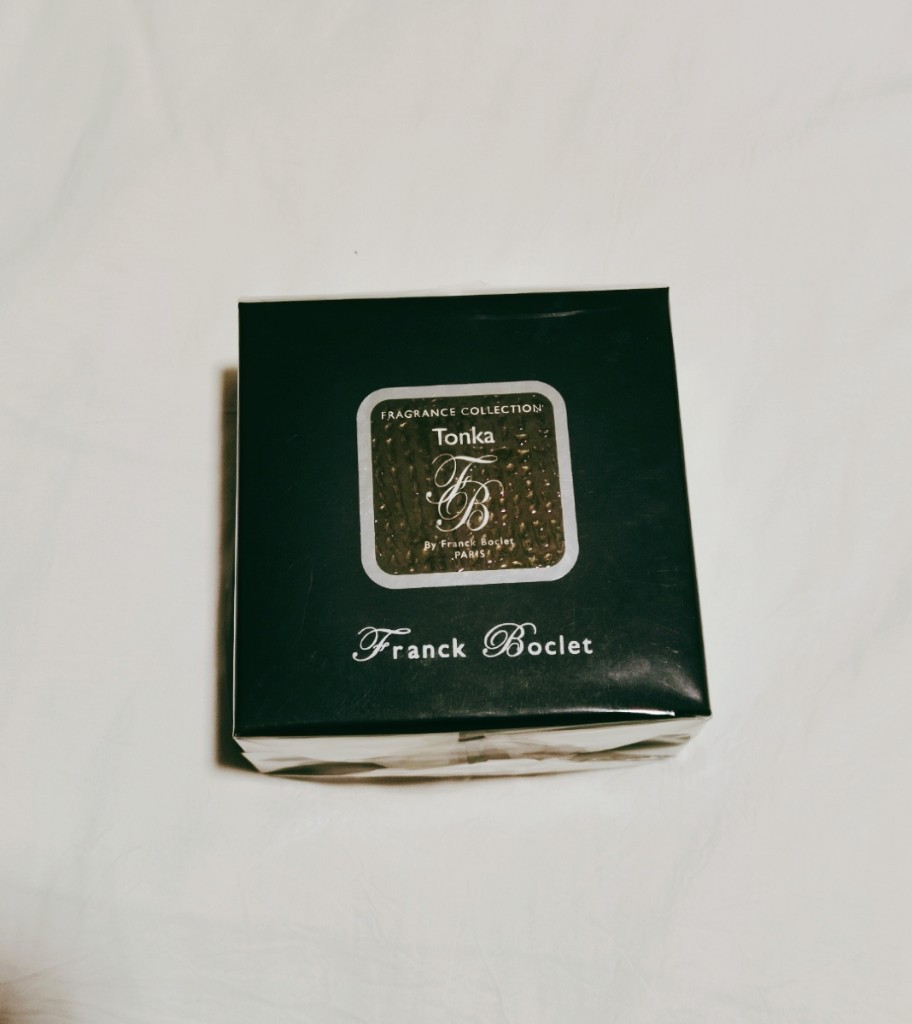 FRAGRANCE COLLECTION
Tonka
FB
By Franck Boclet
PARIS
Franck Boclet